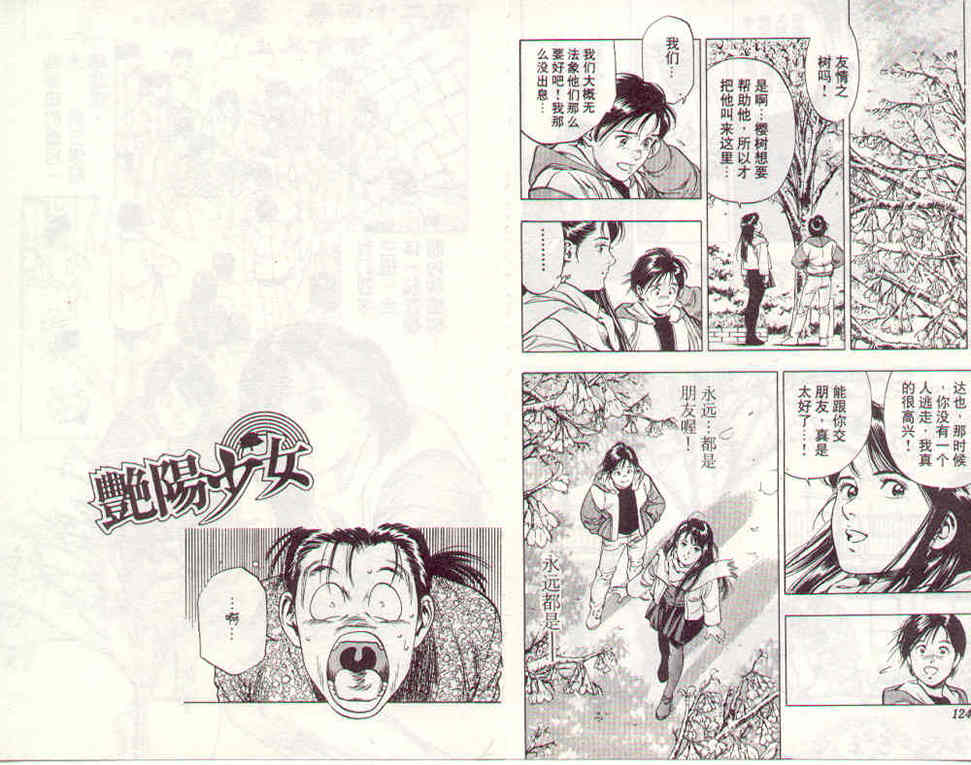 友情之
树吗！
是啊…樱树想要
帮助他，所以才
把他叫来这里…
我们…
我们大概无
法象他们那么
要好吧！我那
么没出息…
………
达也，那时候
，你没有一个
人逃走，我真
的很高兴！
能跟你交
朋友，真是
太好了…！
永远…都是
朋友喔！
永远都是——
124
艷陽少女
…啊…